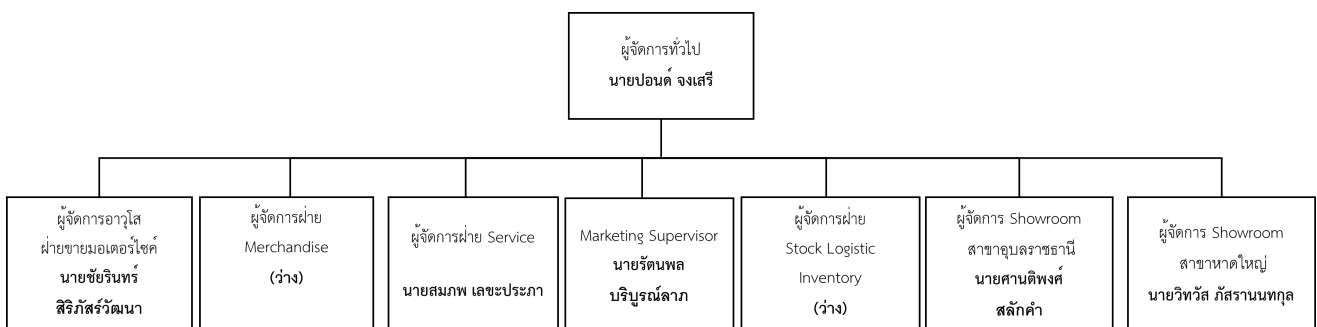 ผู้จัดการทั่วไป
นายปอนด์ จงเสรี
ผู้จัดการอาวุโส
ฝ่ายขายมอเตอร์ไซค์
นายชัยรินทร์
สิริภัสร์วัฒนา
ผู้จัดการฝ่าย
Merchandise
(ว่าง)
ผู้จัดการฝ่าย Service
นายสมภพ เลขะประภา
Marketing Supervisor
นายรัตนพล
บริบูรณ์ลาภ
ผู้จัดการฝ่าย
Stock Logistic
Inventory
(ว่าง)
ผู้จัดการ Showroom
สาขาอุบลราชธานี
นายศานติพงศ์
สลักคำ
ผู้จัดการ Showroom
สาขาหาดใหญ่
นายวิทวัส ภัสรานนทกุล